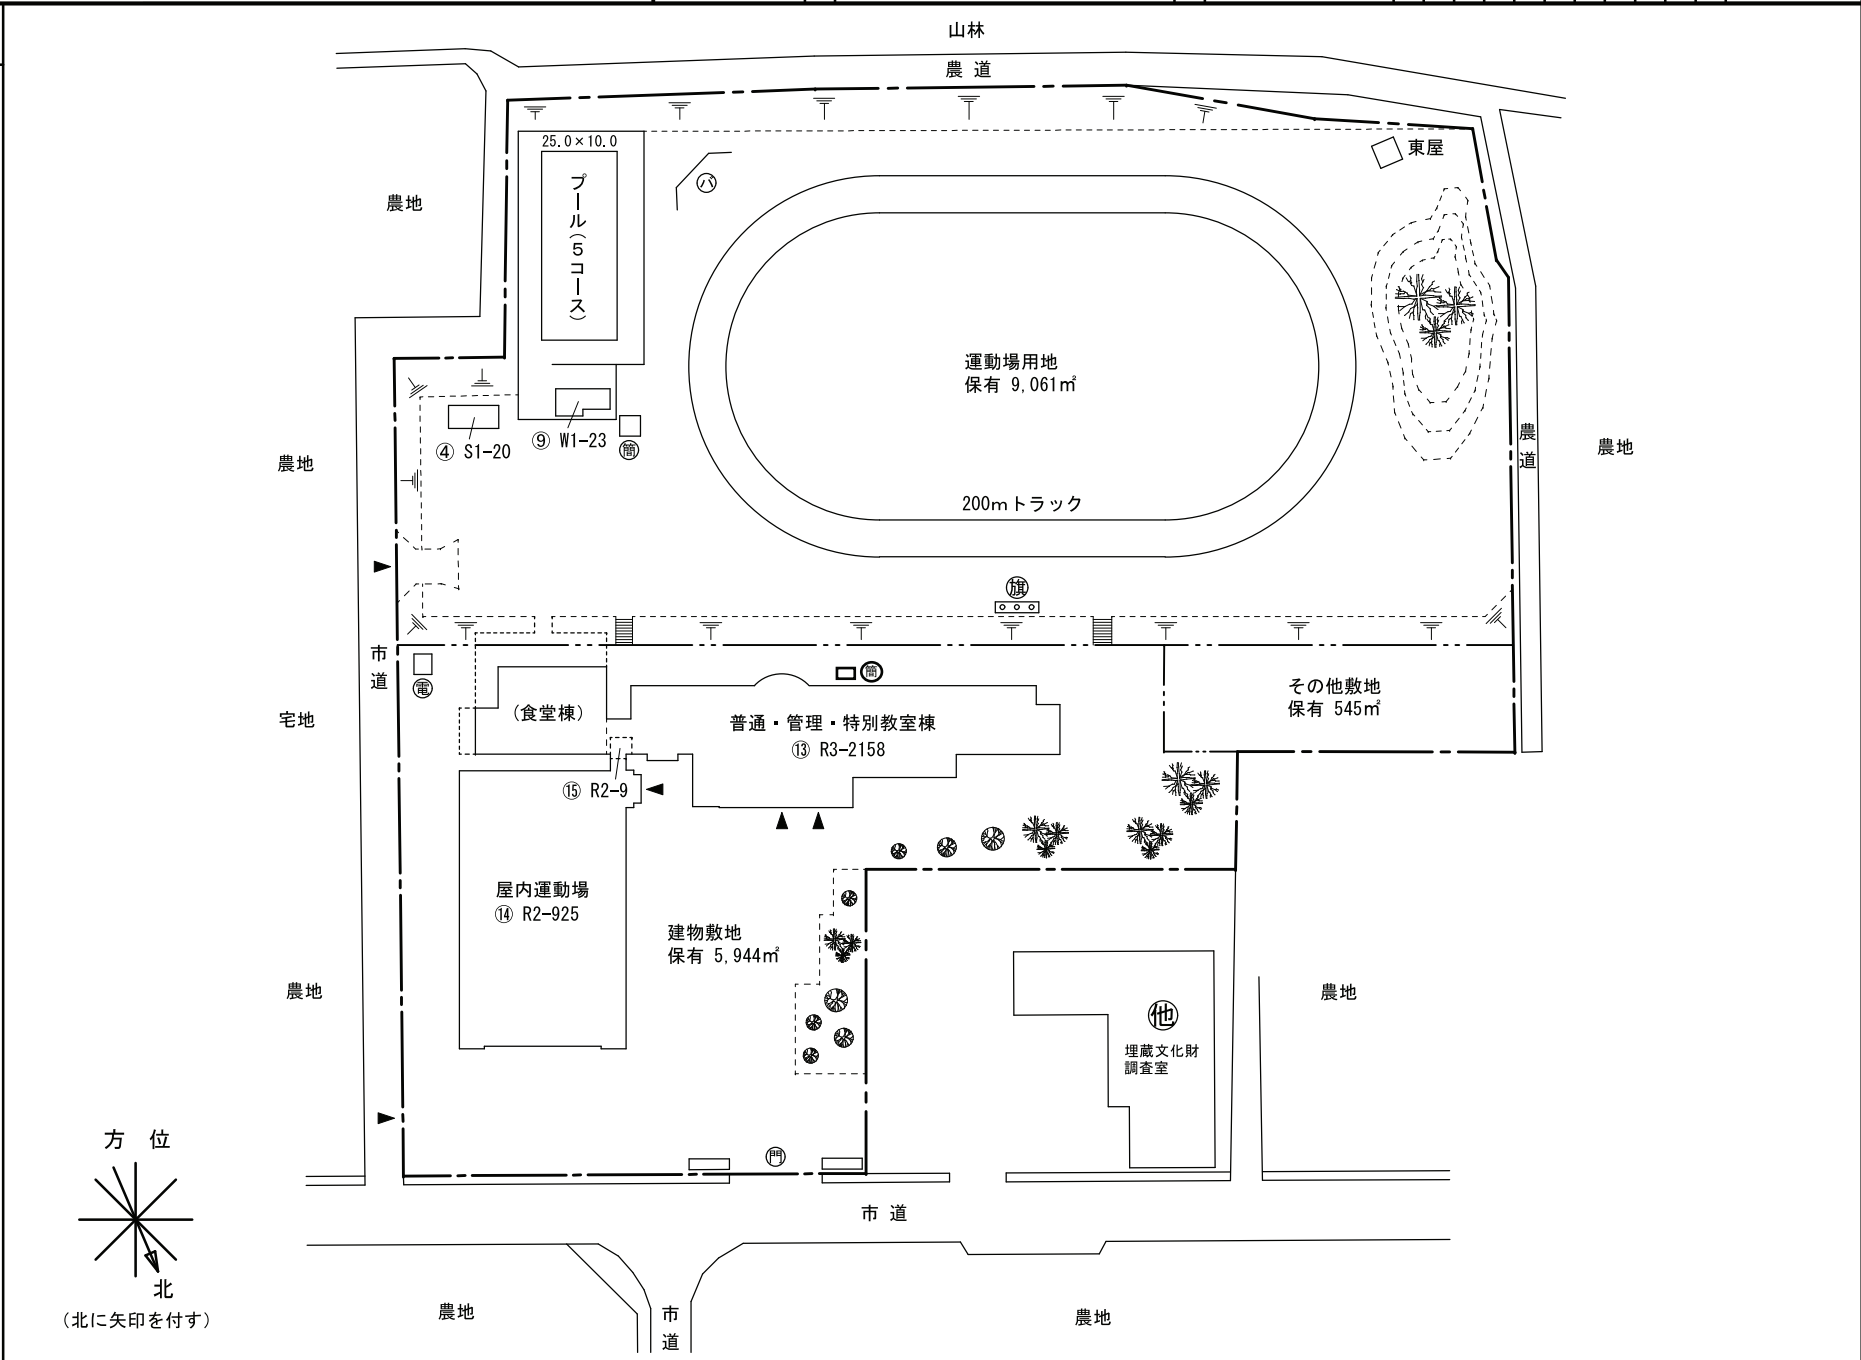 山林
農道
25.0×10.0
プール(5コース)
バ
東屋
農地
運動場用地
保有 9,061㎡
200mトラック
④ S1-20
⑨ W1-23
簡
農地
農道
農地
旗
市道
電
簡
宅地
(食堂棟)
普通・管理・特別教室棟
⑬ R3-2158
その他敷地
保有 545㎡
⑮ R2-9
屋内運動場
⑭ R2-925
建物敷地
保有 5,944㎡
農地
農地
他
埋蔵文化財
調査室
方 位
北
(北に矢印を付す)
門
市道
農地
市道
農地